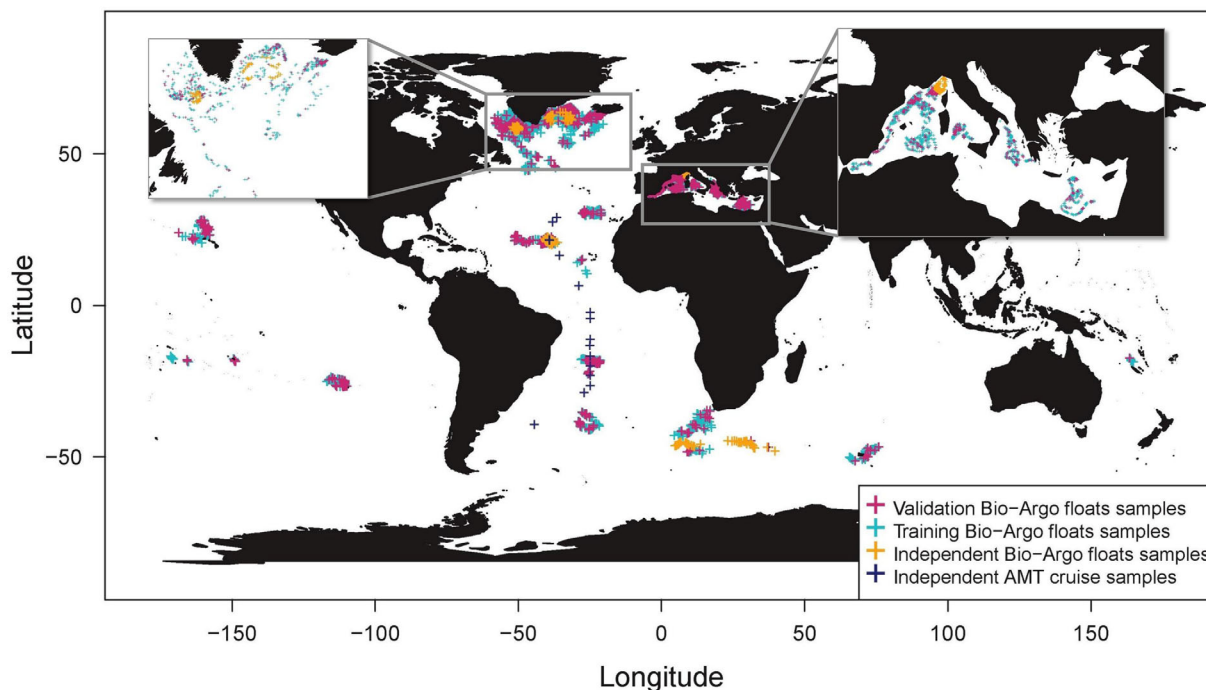 50
0
−50
Latitude
−150
−100
−50
0
50
100
150
Longitude
Validation Bio−Argo floats samples
Training Bio−Argo floats samples
Independent Bio−Argo floats samples
Independent AMT cruise samples